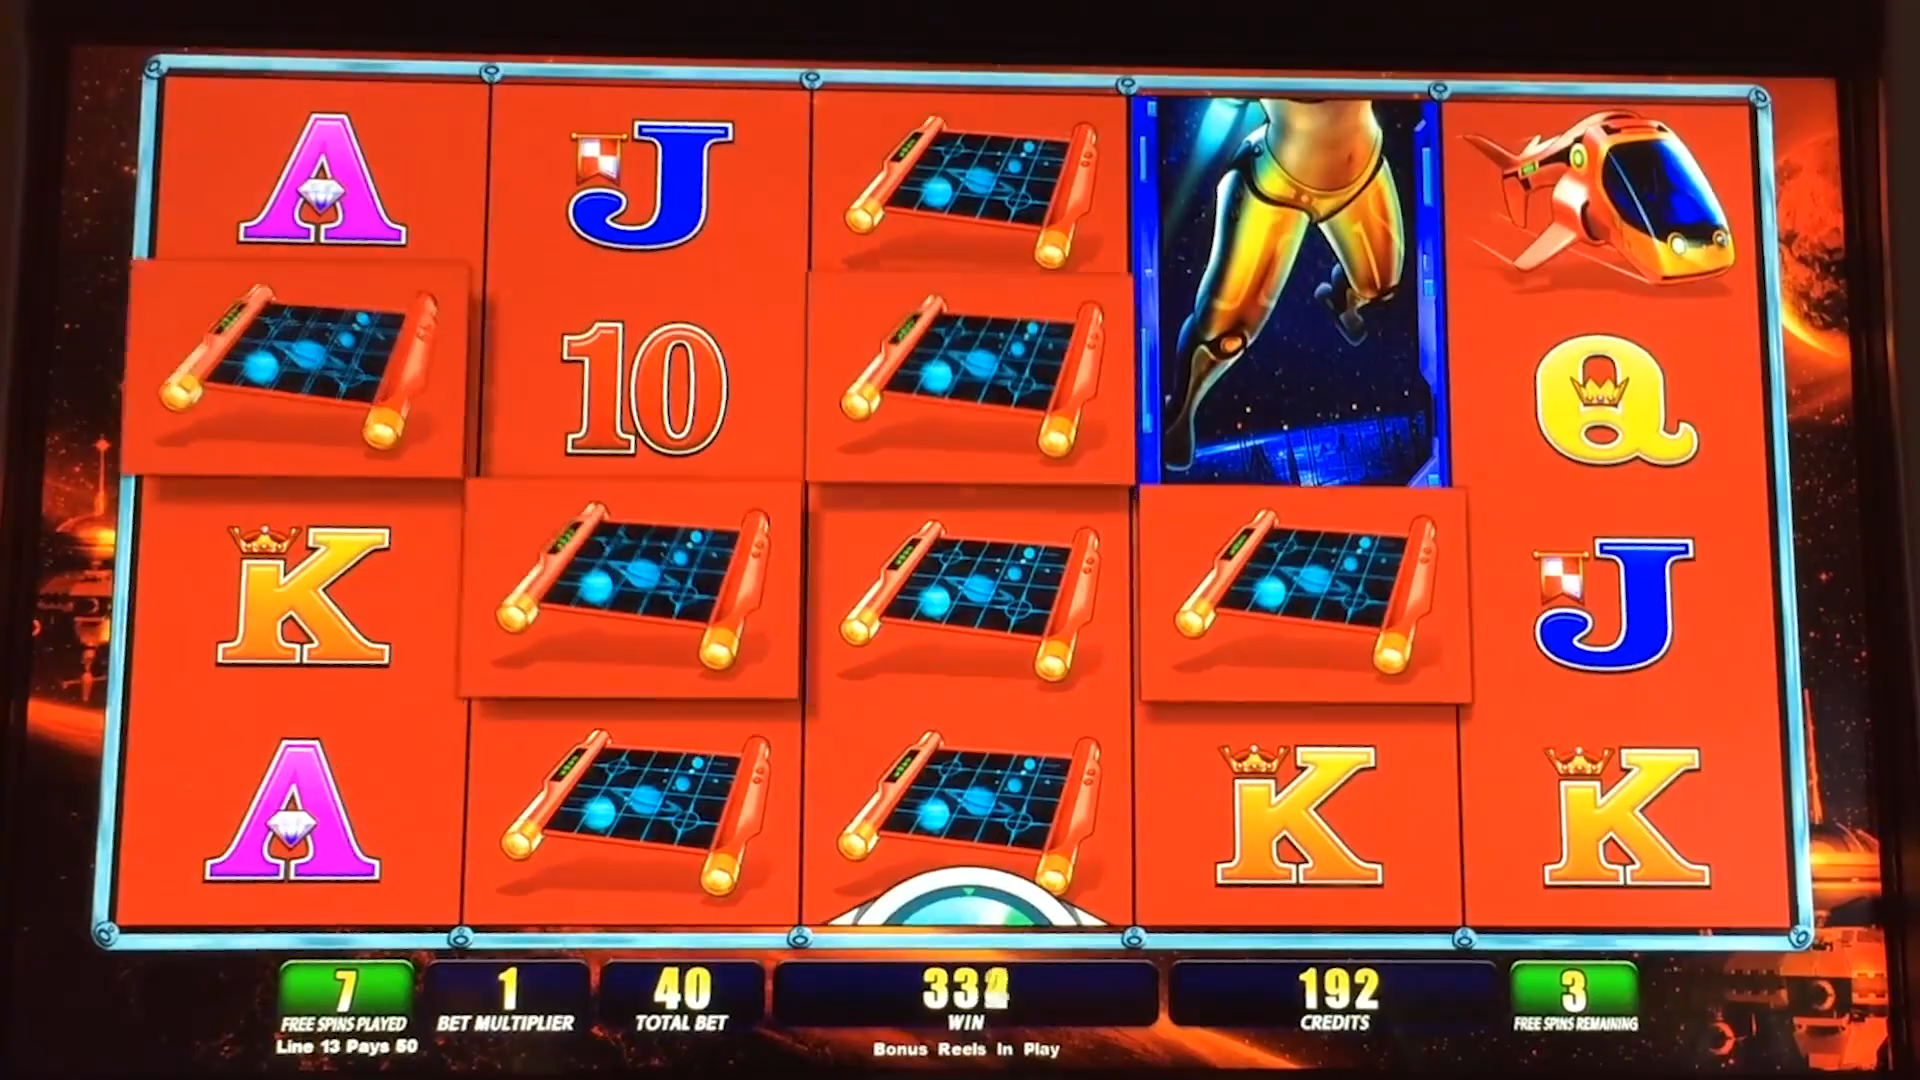 A J
10 Q
K J
A K K
7 1 40 192 3
FREE SPINS PLAYED BET MULTIPLIER TOTAL BET WIN CREDITS FREE SPINS REMAINING
Line 13 Pays 50 Bonus Reels In Play